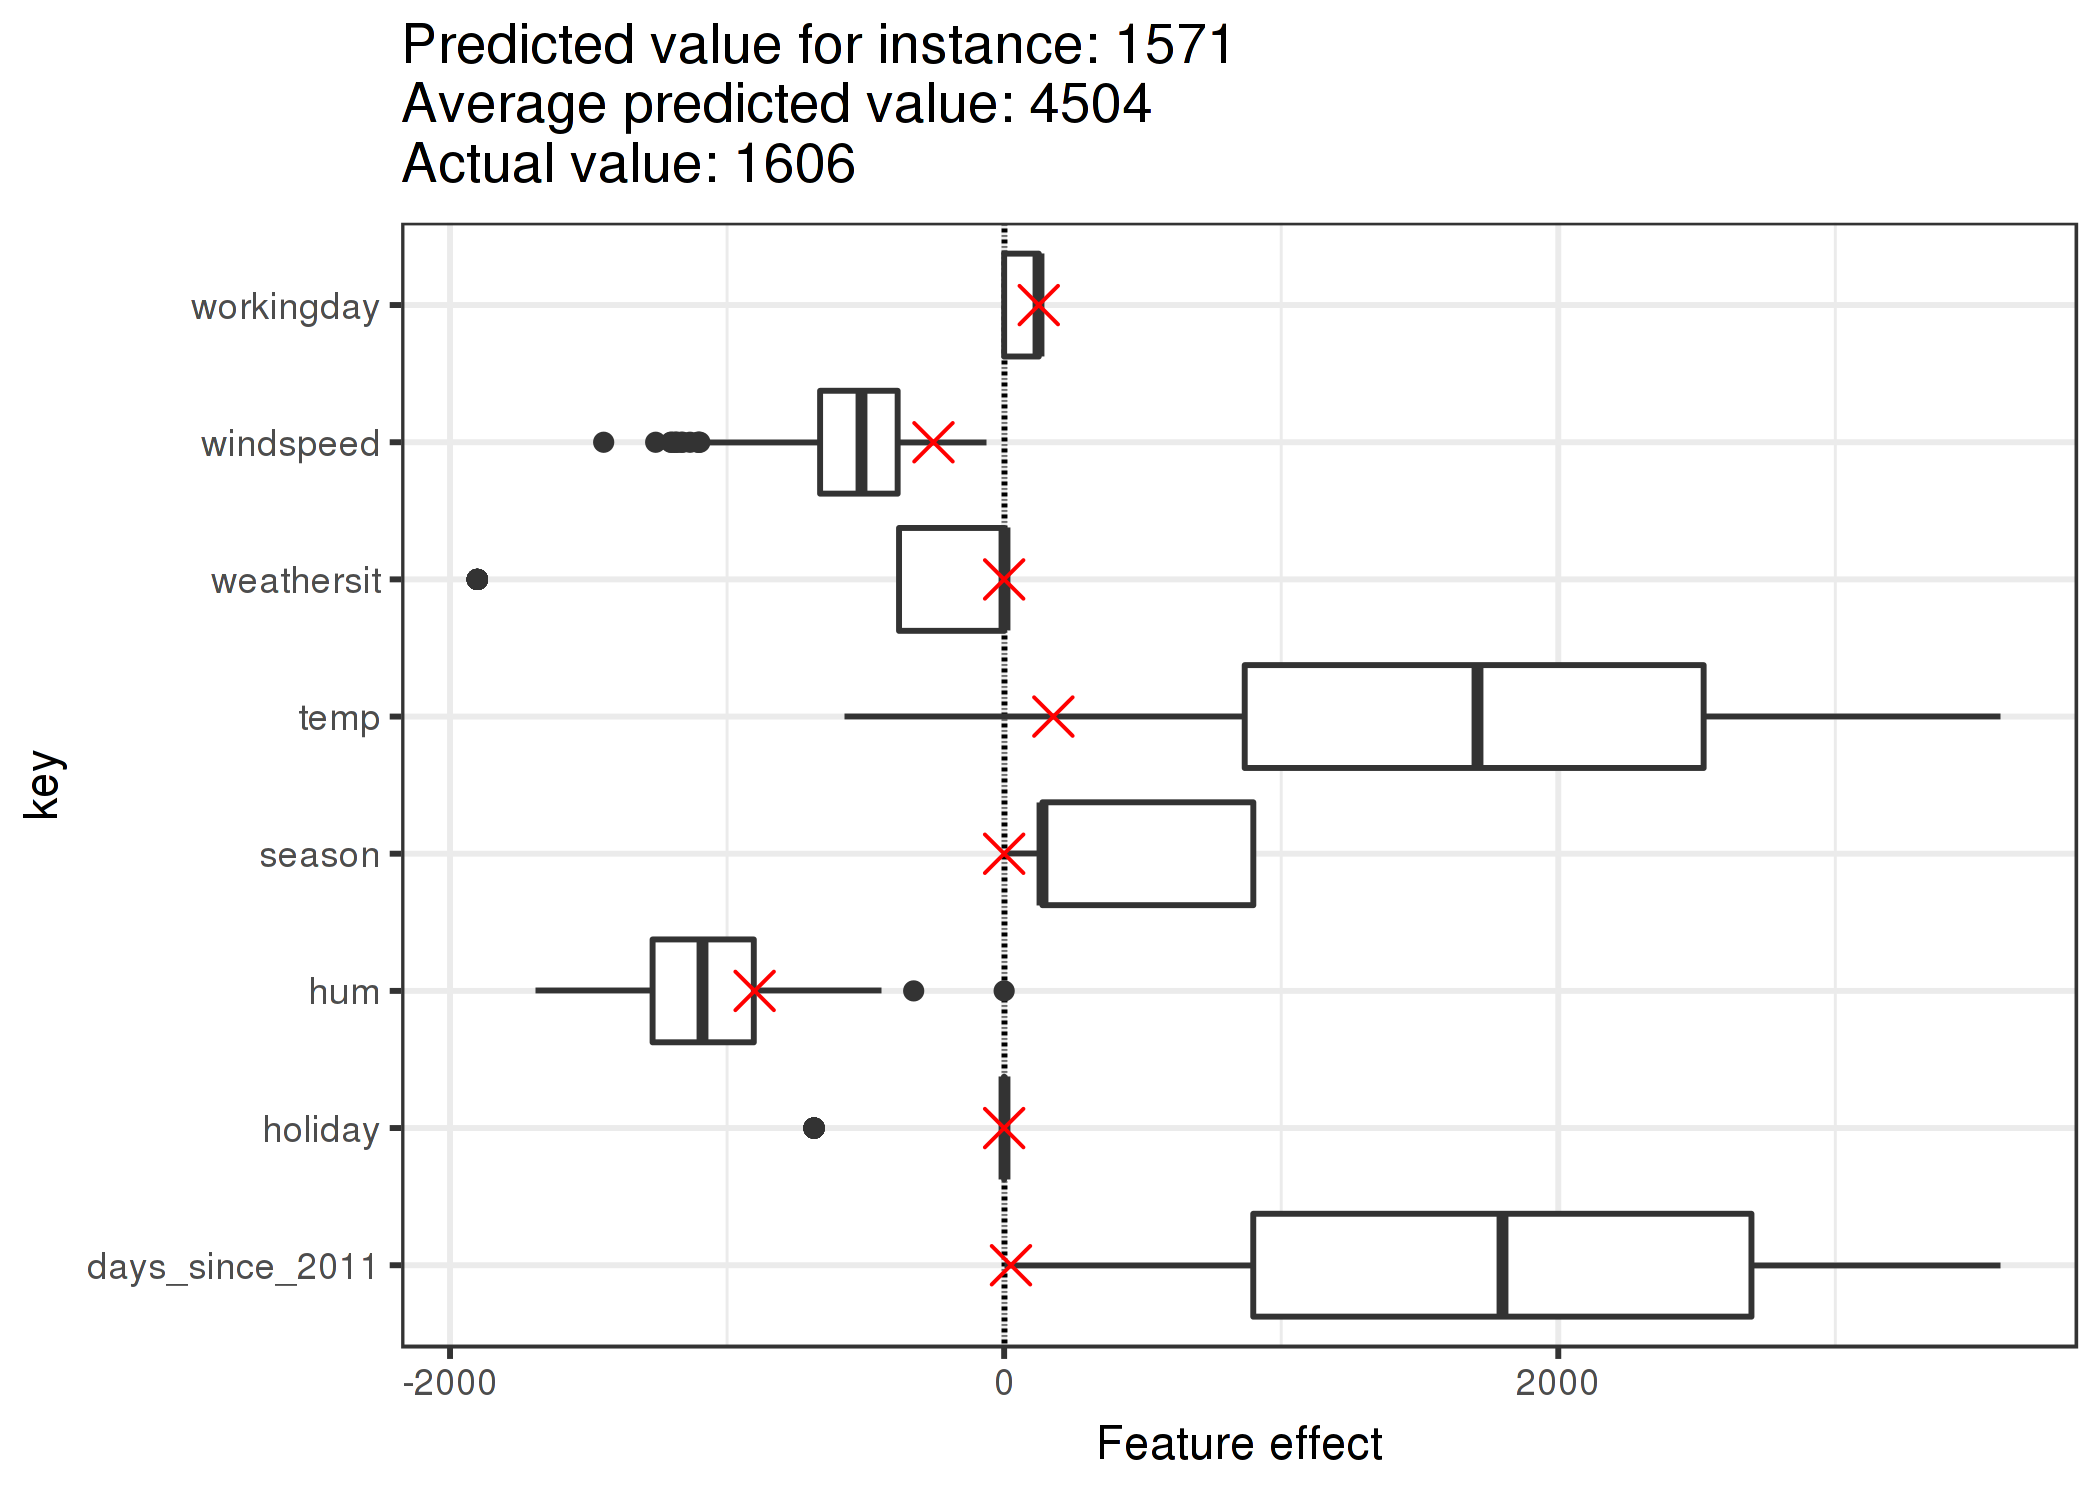 Predicted value for instance: 1571
Average predicted value: 4504
Actual value: 1606
key
workingday
windspeed
weathersit
temp
season
hum
holiday
days_since_2011
-2000 0 2000
Feature effect